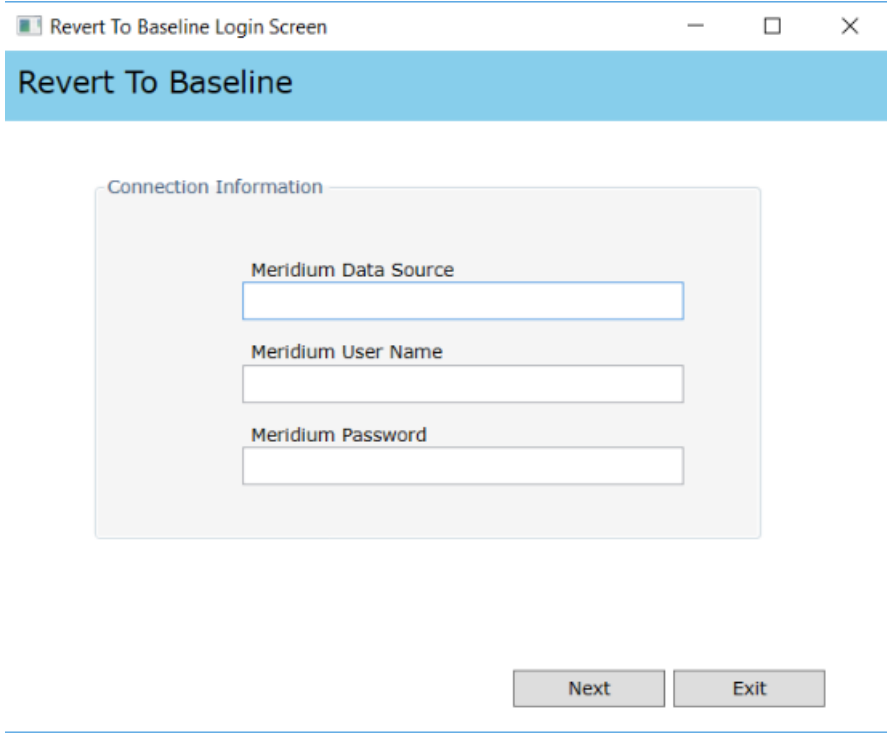 Revert To Baseline Login Screen
Revert To Baseline
Connection Information
Meridium Data Source
Meridium User Name
Meridium Password
Next Exit